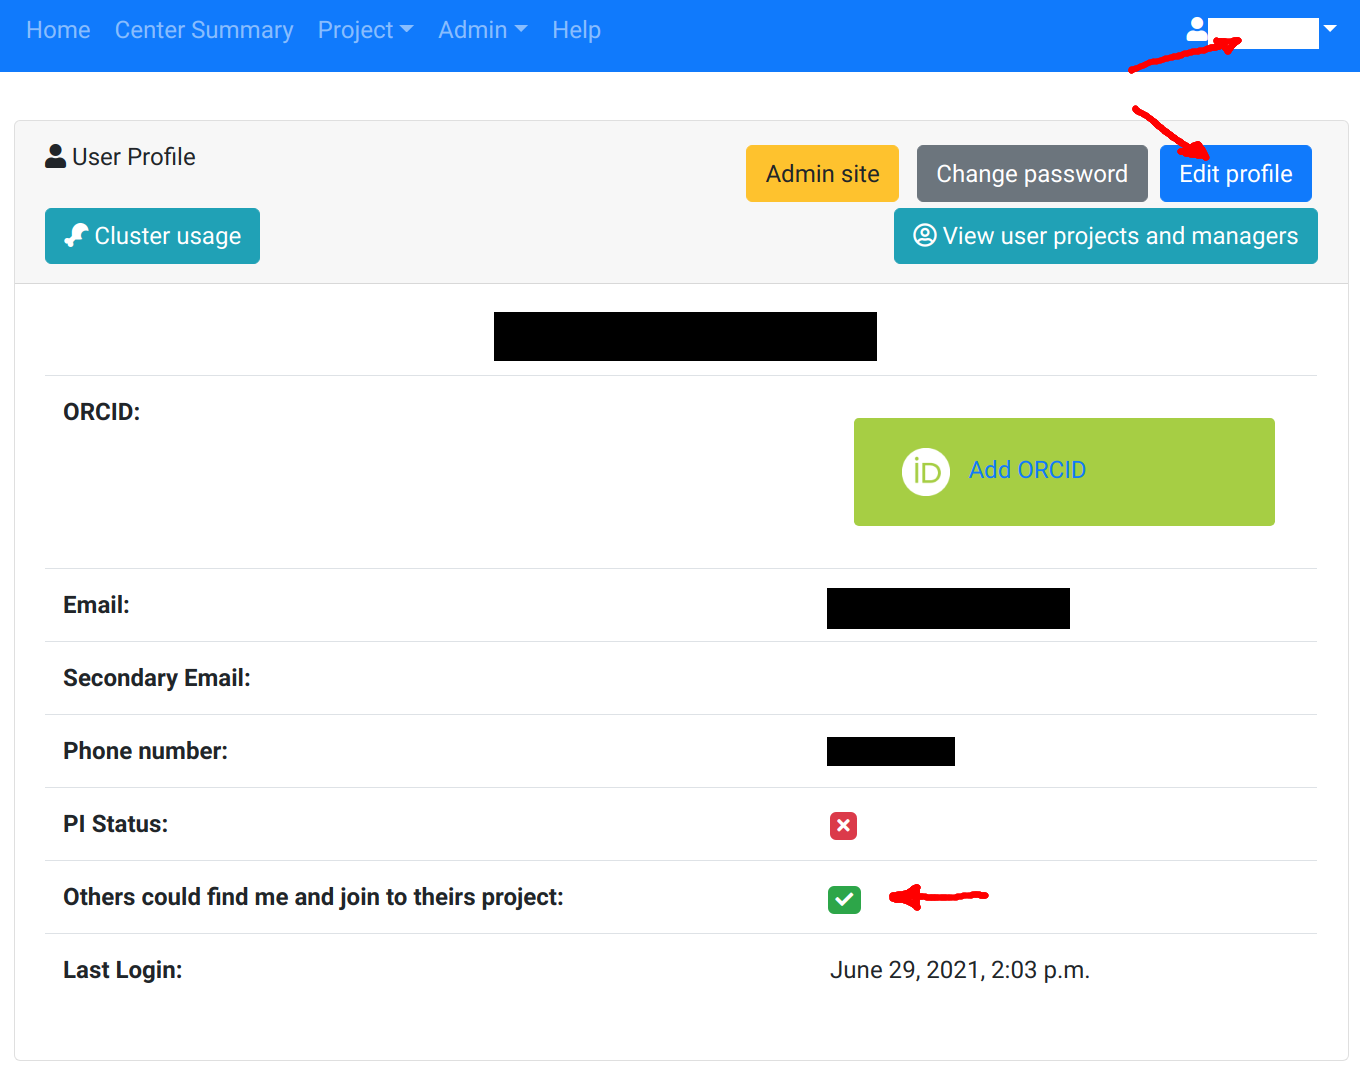 Home Center Summary Project Admin Help
User Profile
Admin site Change password Edit profile
Cluster usage View user projects and managers
ORCID:
iD Add ORCID
Email:
Secondary Email:
Phone number:
PI Status:
Others could find me and join to theirs project:
Last Login: June 29, 2021, 2:03 p.m.